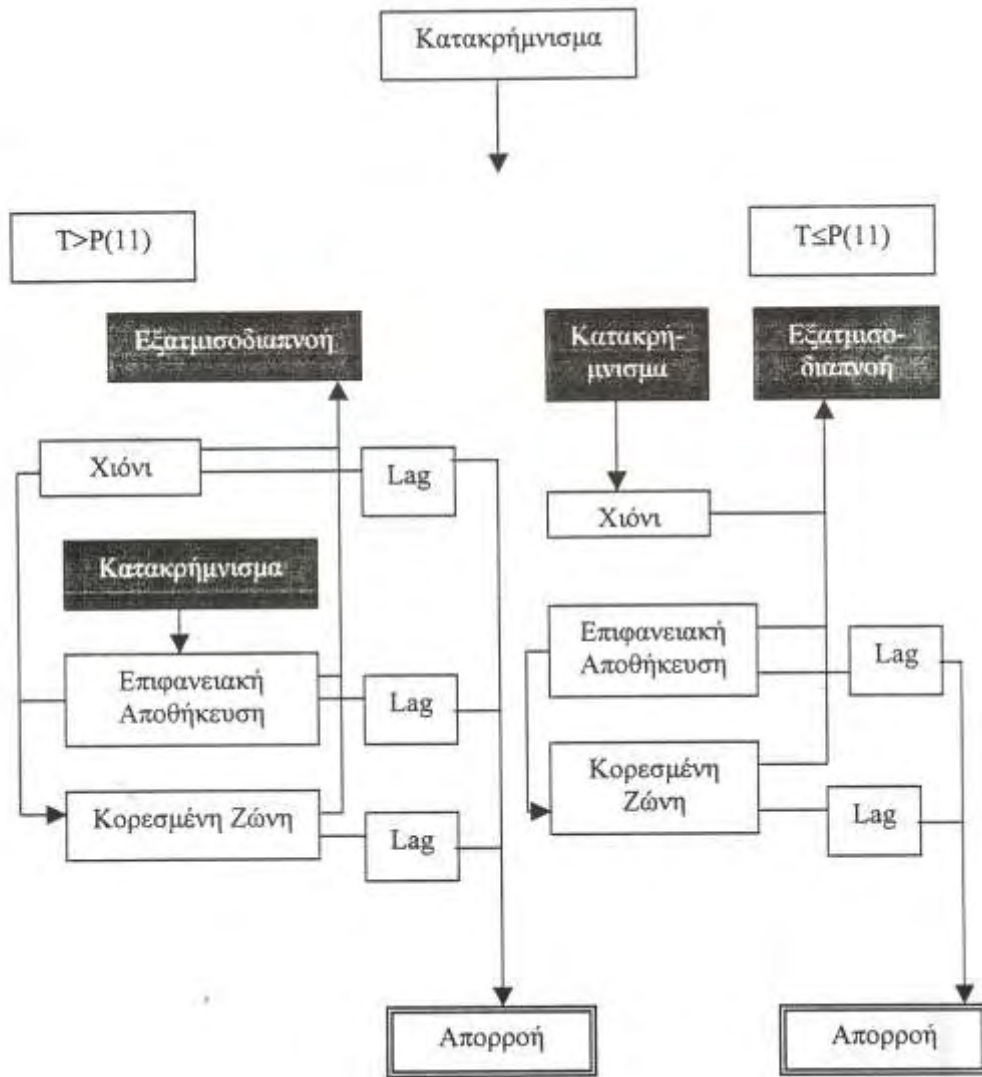 Κατακρήμνισμα
T>P(11)
T≤P(11)
Εξατμισοδιαπνοή
Κατακρή-
μνισμα
Εξατμισο-
διαπνοή
Χιόνι
Lag
Χιόνι
Κατακρήμνισμα
Επιφανειακή
Αποθήκευση
Lag
Επιφανειακή
Αποθήκευση
Lag
Κορεσμένη Ζώνη
Lag
Κορεσμένη
Ζώνη
Lag
Απορροή
Απορροή